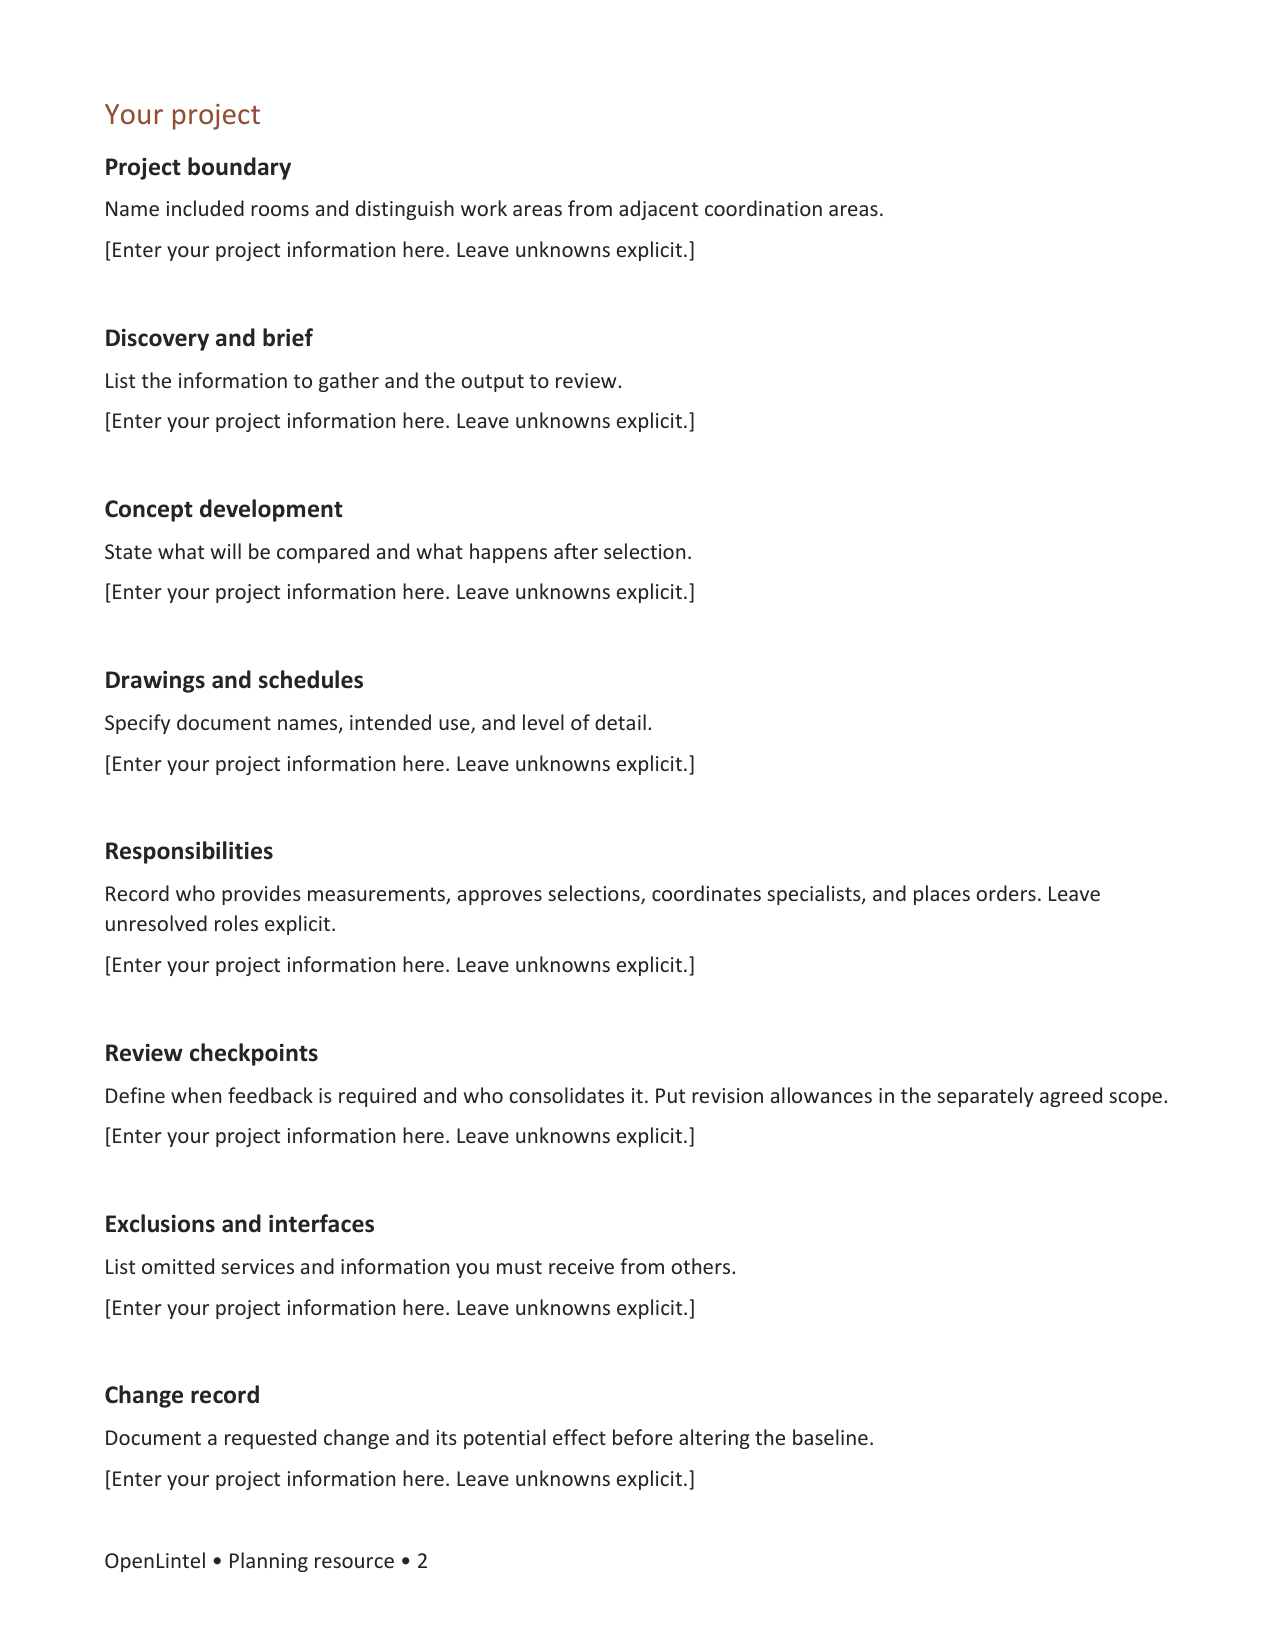 Your project
Project boundary
Name included rooms and distinguish work areas from adjacent coordination areas.
[Enter your project information here. Leave unknowns explicit.]
Discovery and brief
List the information to gather and the output to review.
[Enter your project information here. Leave unknowns explicit.]
Concept development
State what will be compared and what happens after selection.
[Enter your project information here. Leave unknowns explicit.]
Drawings and schedules
Specify document names, intended use, and level of detail.
[Enter your project information here. Leave unknowns explicit.]
Responsibilities
Record who provides measurements, approves selections, coordinates specialists, and places orders. Leave
unresolved roles explicit.
[Enter your project information here. Leave unknowns explicit.]
Review checkpoints
Define when feedback is required and who consolidates it. Put revision allowances in the separately agreed scope.
[Enter your project information here. Leave unknowns explicit.]
Exclusions and interfaces
List omitted services and information you must receive from others.
[Enter your project information here. Leave unknowns explicit.]
Change record
Document a requested change and its potential effect before altering the baseline.
[Enter your project information here. Leave unknowns explicit.]
OpenLintel • Planning resource • 2